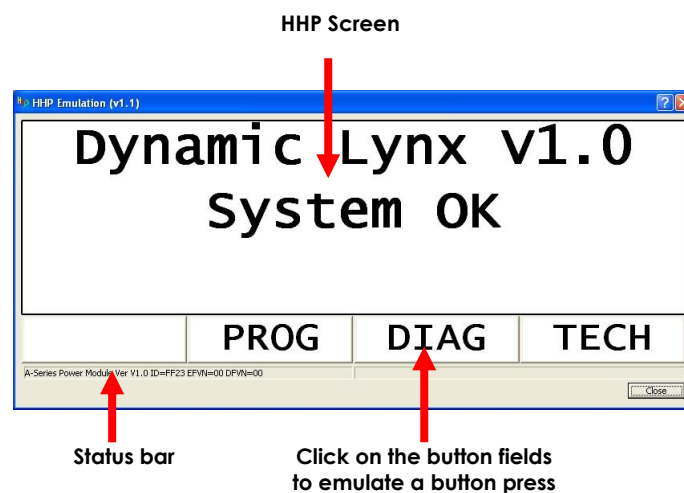 HHP Screen
HHP Emulation (v1.1)
Dynamic Lynx V1.0
System OK
PROG DIAG TECH
A-Series Power Module Ver V1.0 ID=FF23 EFVN=00 DFVN=00
Close
Status bar
Click on the button fields
to emulate a button press